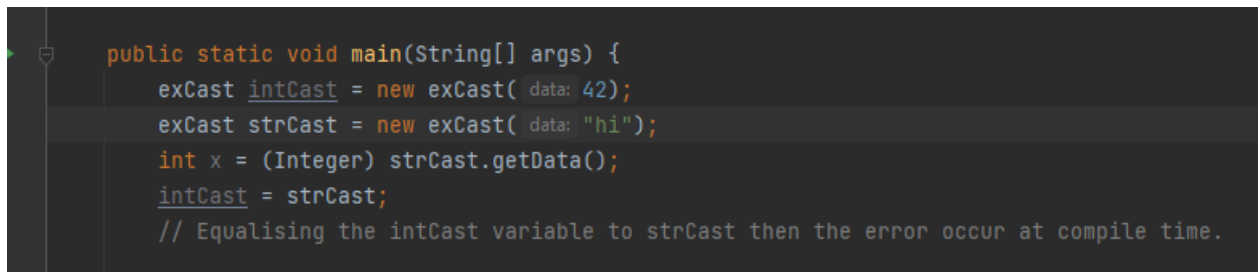 public static void main(String[] args) {
exCast intCast = new exCast( data: 42);
exCast strCast = new exCast( data: "hi");
int x = (Integer) strCast.getData();
intCast = strCast;
// Equalising the intCast variable to strCast then the error occur at compile time.